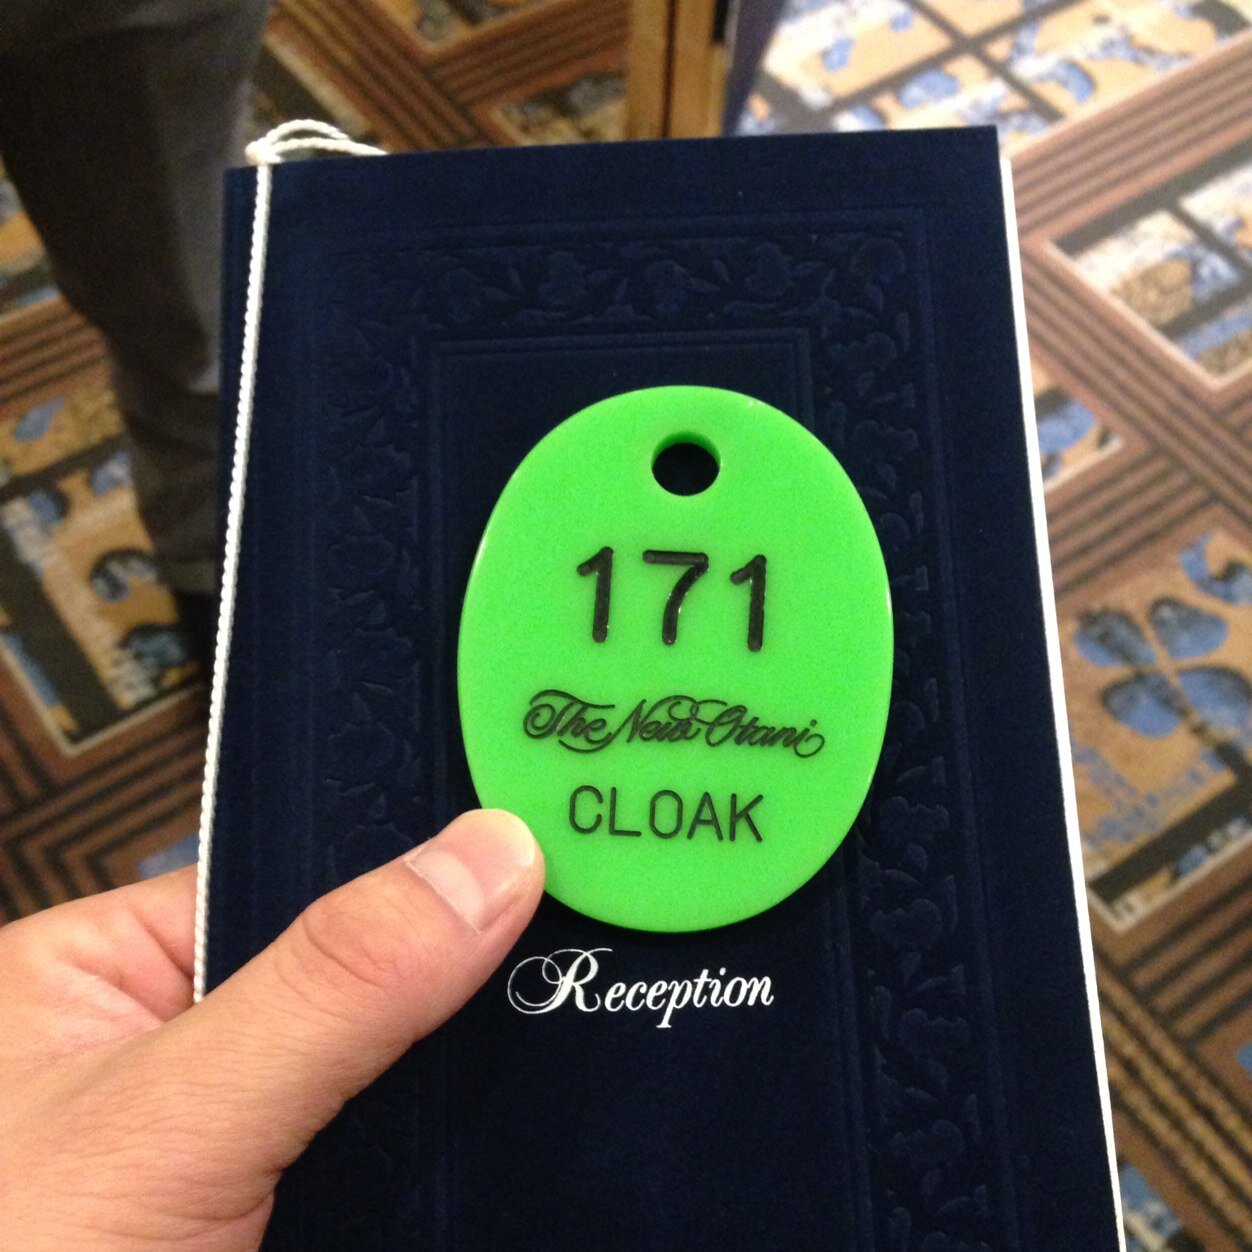 171
The New Otani
CLOAK
Reception